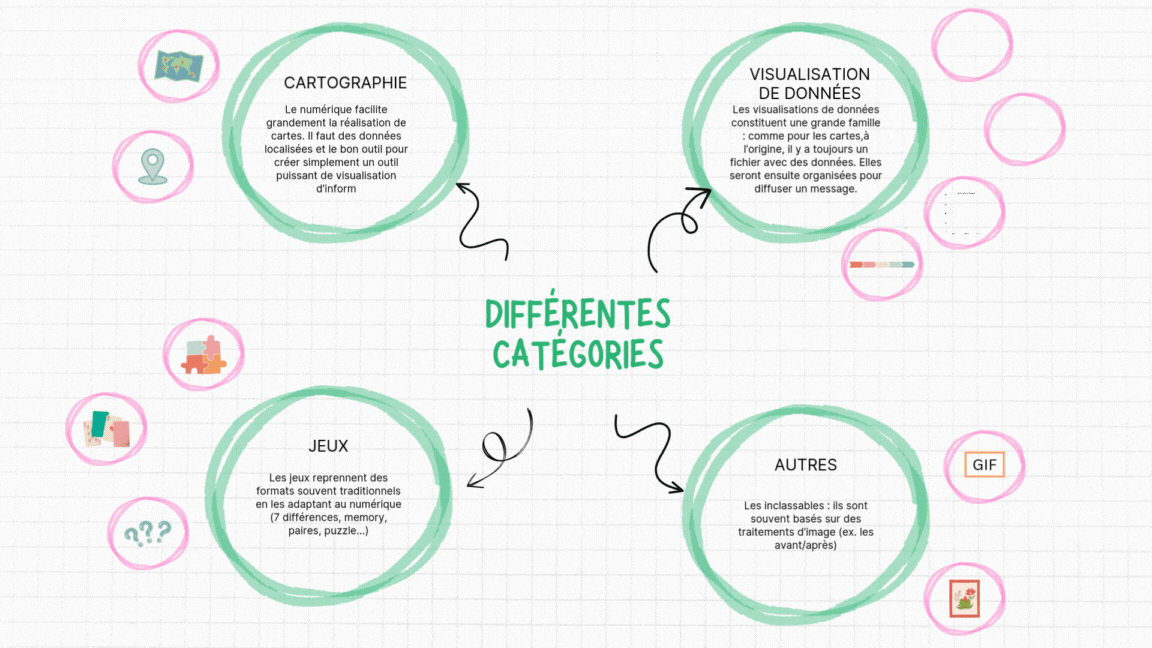 CARTOGRAPHIE
Le numérique facilite
grandement la réalisation de
cartes. Il faut des données
localisées et le bon outil pour
créer simplement un outil
puissant de visualisation
d'inform
VISUALISATION
DE DONNÉES
Les visualisations de données
constituent une grande famille
: comme pour les cartes,à
l'origine, il y a toujours un
fichier avec des données. Elles
seront ensuite organisées pour
diffuser un message.
DIFFÉRENTES
CATÉGORIES
JEUX
Les jeux reprennent des
formats souvent traditionnels
en les adaptant au numérique
(7 différences, memory,
paires, puzzle...)
???
AUTRES
Les inclassables : ils sont
souvent basés sur des
traitements d'image (ex. les
avant/après)
GIF